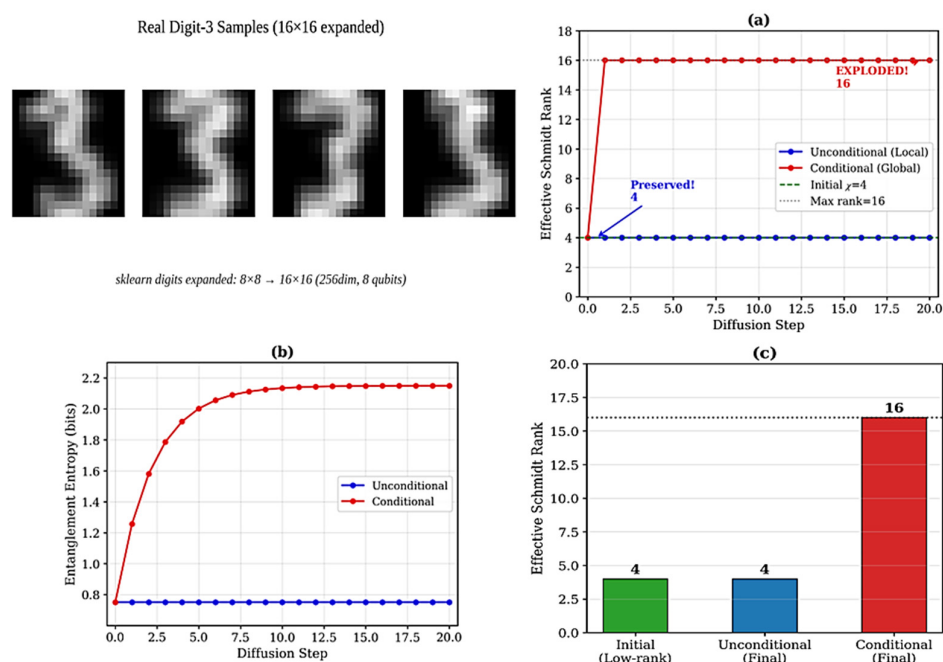 Real Digit-3 Samples (16×16 expanded)
sklearn digits expanded: 8×8 → 16×16 (256dim, 8 qubits)
(a)
Effective Schmidt Rank
18
16
14
12
10
8
6
4
2
0
EXPLODED!
16
Preserved!
4
Unconditional (Local)
Conditional (Global)
Initial χ=4
Max rank=16
0.0 2.5 5.0 7.5 10.0 12.5 15.0 17.5 20.0
Diffusion Step
(b)
Entanglement Entropy (bits)
2.2
2.0
1.8
1.6
1.4
1.2
1.0
0.8
Unconditional
Conditional
0.0 2.5 5.0 7.5 10.0 12.5 15.0 17.5 20.0
Diffusion Step
(c)
Effective Schmidt Rank
20.0
17.5
15.0
12.5
10.0
7.5
5.0
2.5
0.0
4
4
16
Initial
(Low-rank)
Unconditional
(Final)
Conditional
(Final)